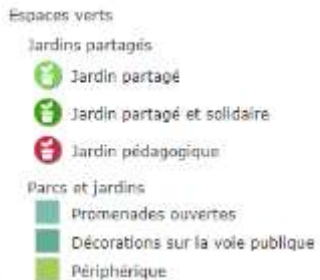 Espaces verts
Jardins partagés
Jardin partagé
Jardin partagé et solidaire
Jardin pédagogique
Parcs et jardins
Promenades ouvertes
Décorations sur la voie publique
Périphérique